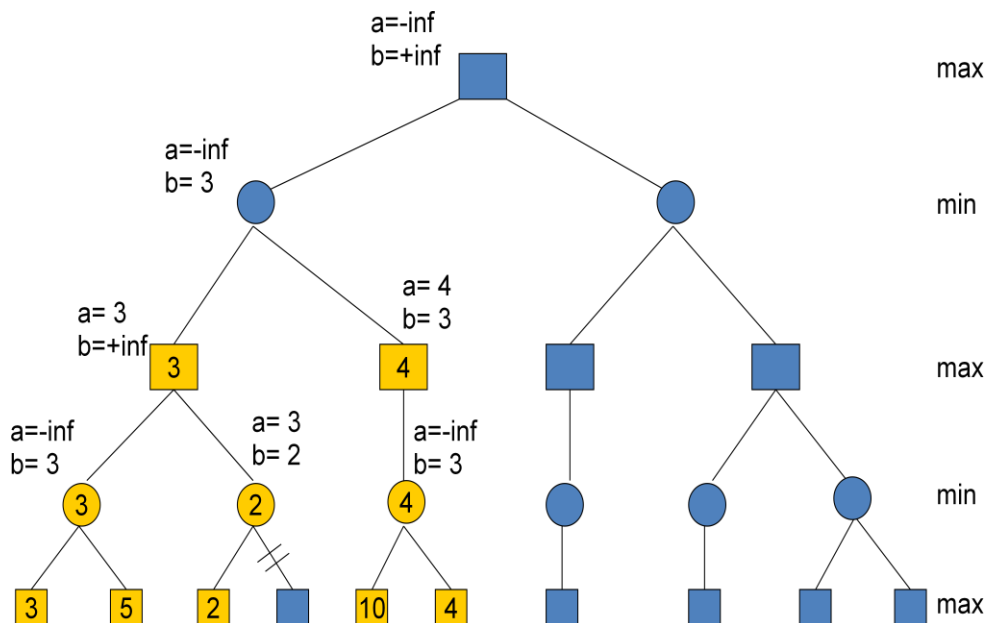 a=-inf
b=+inf
max
a=-inf
b= 3
min
a= 3
b=+inf
a= 4
b= 3
3
4
max
a=-inf
b= 3
a= 3
b= 2
a=-inf
b= 3
3
2
4
min
3
5
2
10
4
max